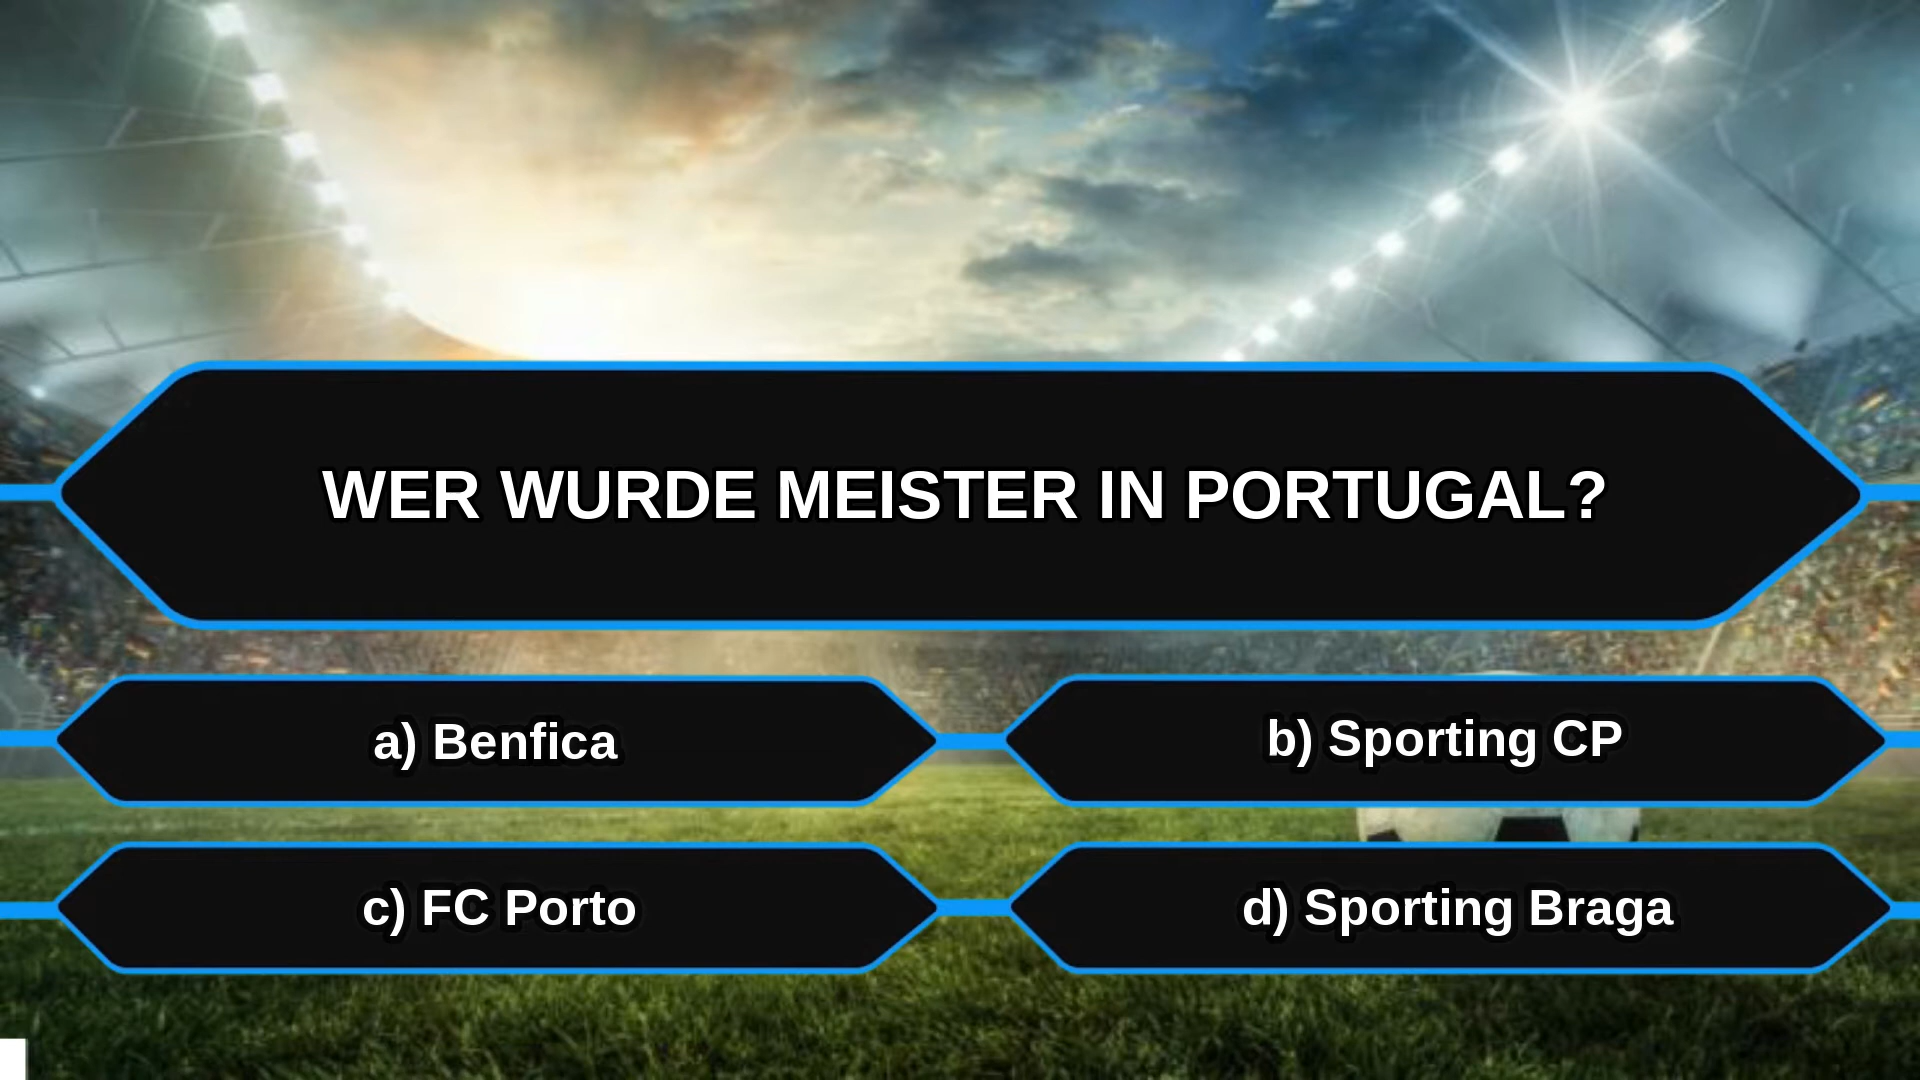 WER WURDE MEISTER IN PORTUGAL?
a) Benfica
b) Sporting CP
c) FC Porto
d) Sporting Braga